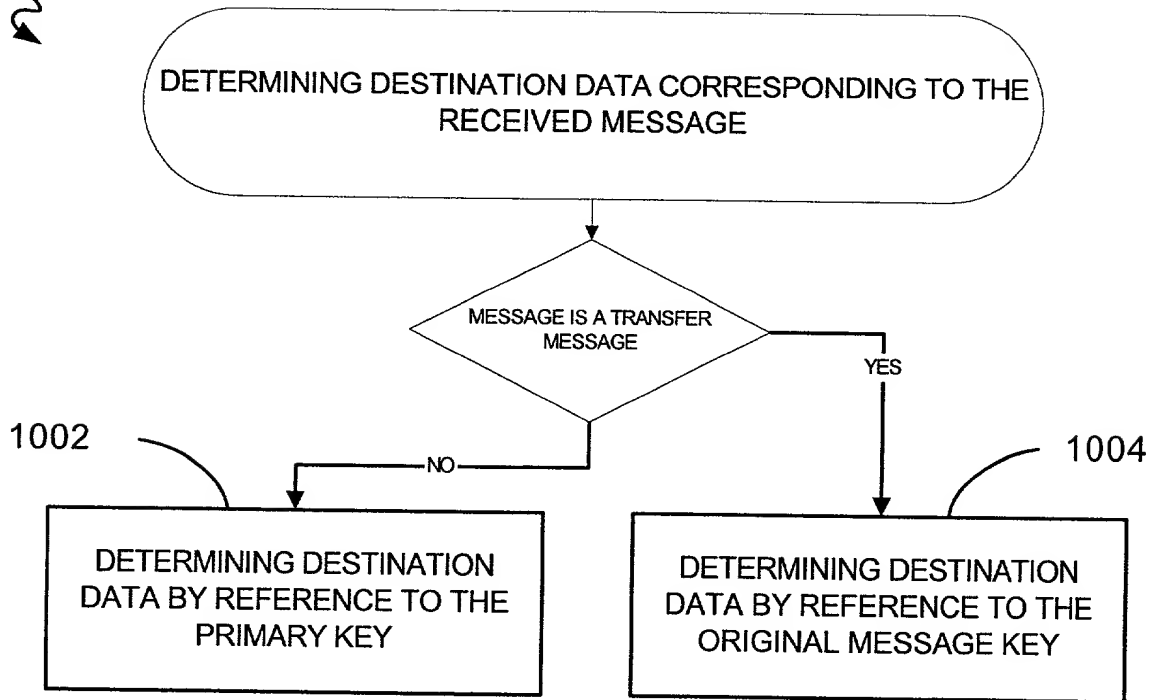 DETERMINING DESTINATION DATA CORRESPONDING TO THE
RECEIVED MESSAGE
MESSAGE IS A TRANSFER
MESSAGE
YES
NO
1002
1004
DETERMINING DESTINATION
DATA BY REFERENCE TO THE
PRIMARY KEY
DETERMINING DESTINATION
DATA BY REFERENCE TO THE
ORIGINAL MESSAGE KEY